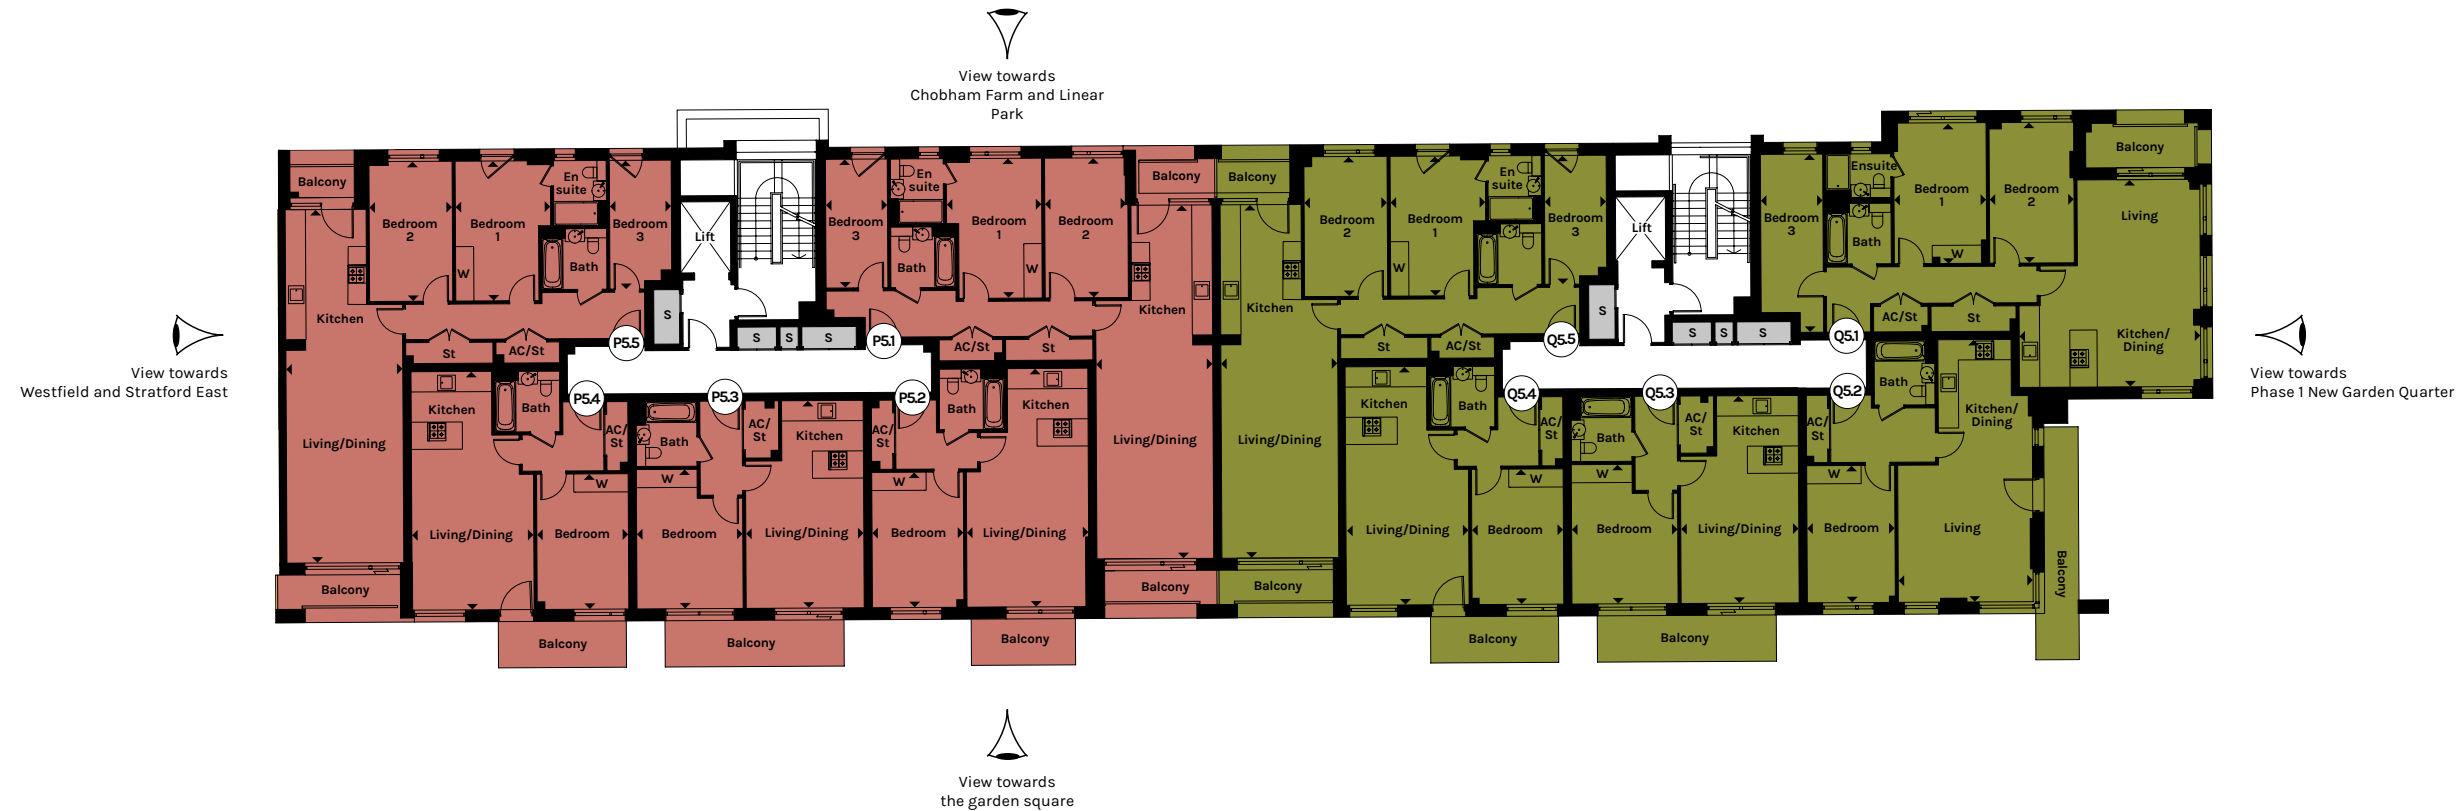 View towards
Chobham Farm and Linear
Park
View towards
Westfield and Stratford East
View towards
Phase 1 New Garden Quarter
View towards
the garden square
Balcony
Bedroom
2
Bedroom
1
W
En
suite
Bath
Bedroom
3
Kitchen
Living/Dining
St
AC/St
Balcony
P5.5
Lift
S
S
S
S
Bedroom
3
En
suite
Bath
Bedroom
1
W
Bedroom
2
Balcony
Kitchen
AC/St
St
Living/Dining
Balcony
P5.1
Kitchen
Bath
P5.4
AC/
St
W
Living/Dining
Bedroom
Balcony
P5.3
Bath
AC/
St
Kitchen
W
Bedroom
Living/Dining
Balcony
P5.2
AC/
St
Bath
Kitchen
W
Bedroom
Living/Dining
Balcony
Balcony
Kitchen
Bedroom
2
Bedroom
1
W
En
suite
Bath
Bedroom
3
St
AC/St
Living/Dining
Balcony
Q5.5
Lift
S
S
S
S
Bedroom
3
Ensuite
Bath
Bedroom
1
W
Bedroom
2
Balcony
Living
Kitchen/
Dining
AC/St
St
Q5.1
Kitchen
Bath
Q5.4
AC/
St
W
Living/Dining
Bedroom
Balcony
Q5.3
Bath
AC/
St
Kitchen
W
Bedroom
Living/Dining
Balcony
Q5.2
AC/
St
Bath
Kitchen/
Dining
W
Bedroom
Living
Balcony